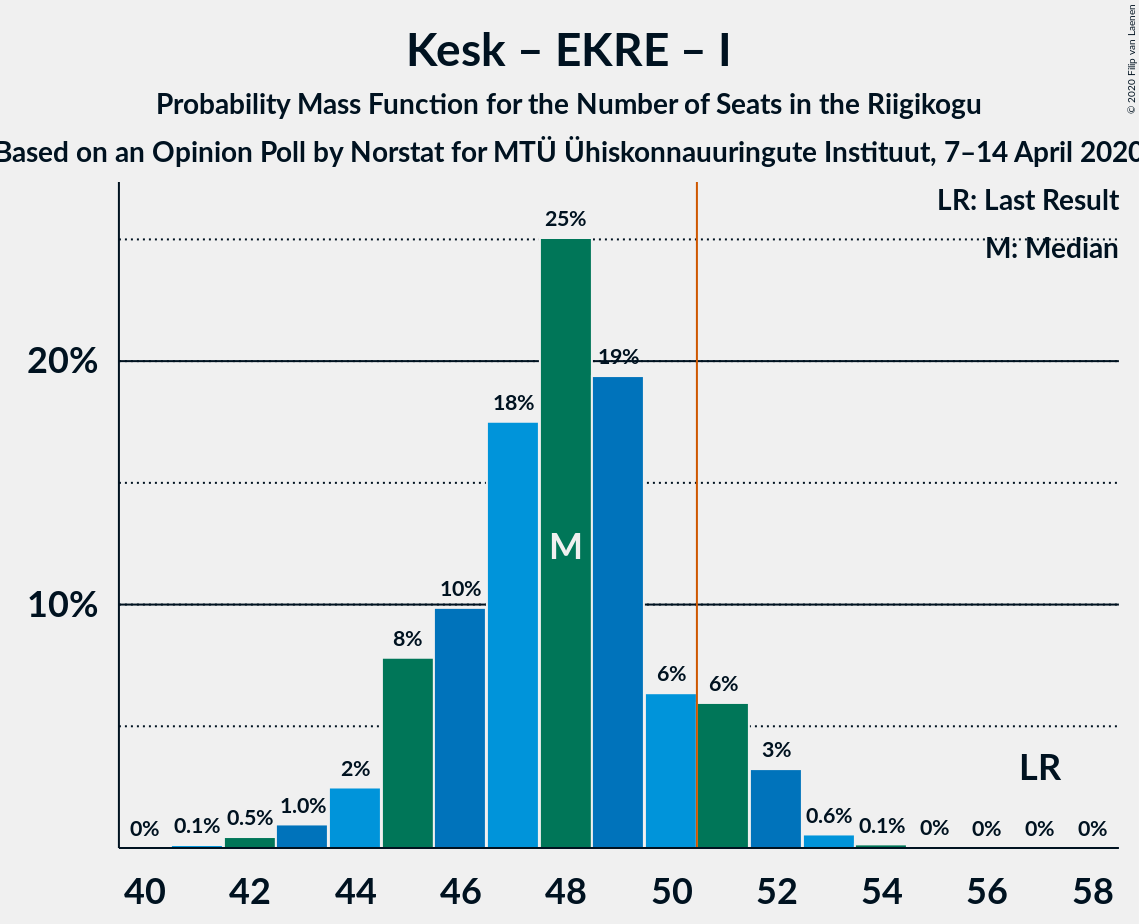 Kesk – EKRE – I
Probability Mass Function for the Number of Seats in the Riigikogu
Based on an Opinion Poll by Norstat for MTÜ Ühiskonnauuringute Instituut, 7–14 April 2020
© 2020 Filip van Laenen
LR: Last Result
M: Median
25%
20%
19%
18%
M
10%
10%
8%
6%
6%
3%
LR
2%
0% 0.1% 0.5% 1.0% 0.6% 0.1% 0% 0% 0% 0%
40 42 44 46 48 50 52 54 56 58